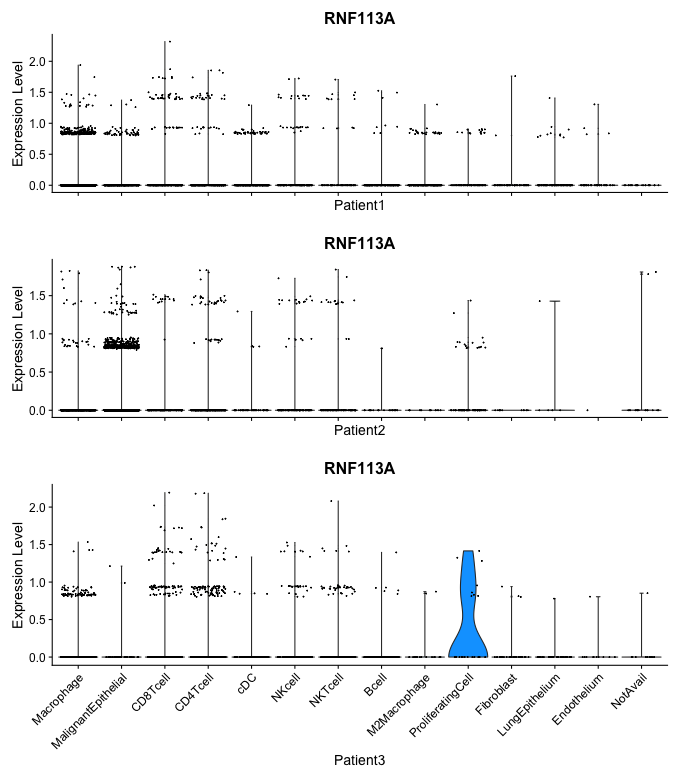 RNF113A
Expression Level
2.0
1.5
1.0
0.5
0.0
Patient1
RNF113A
Expression Level
1.5
1.0
0.5
0.0
Patient2
RNF113A
Expression Level
2.0
1.5
1.0
0.5
0.0
Macrophage
MalignantEpithelial
CD8Tcell
CD4Tcell
cDC
NKcell
NKTcell
Bcell
M2Macrophage
ProliferatingCell
Fibroblast
LungEpithelium
Endothelium
NotAvail
Patient3